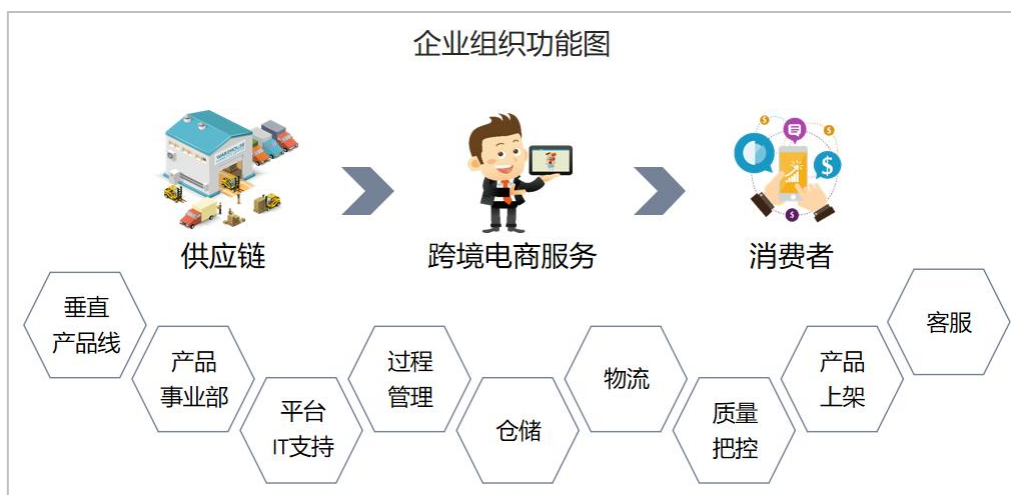 企业组织功能图
WAREHOUSE
供应链
跨境电商服务
消费者
垂直
产品线
产品
事业部
平台
IT支持
过程
管理
仓储
物流
质量
把控
产品
上架
客服